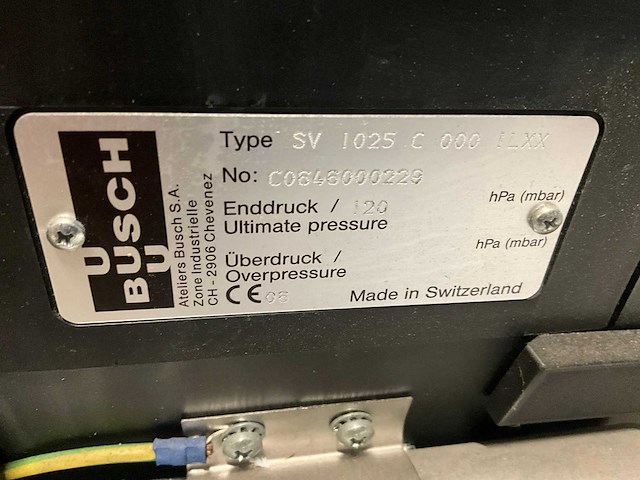 U
BUSCH
U
Ateliers Busch S.A.
Zone Industrielle
CH - 2906 Chevenez
Type SV 1025 C 000 1LXX
No: C0646000229
Enddruck / 120 hPa (mbar)
Ultimate pressure
Überdruck / hPa (mbar)
Overpressure
CE 06 Made in Switzerland